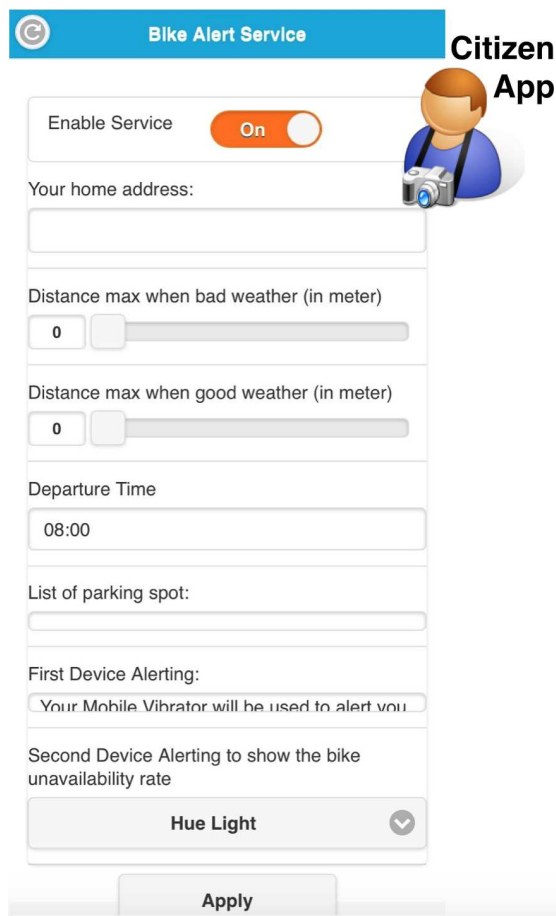 Bike Alert Service
Citizen
App
Enable Service
On
Your home address:
Distance max when bad weather (in meter)
0
Distance max when good weather (in meter)
0
Departure Time
08:00
List of parking spot:
First Device Alerting:
Your Mobile Vibrator will be used to alert you
Second Device Alerting to show the bike
unavailability rate
Hue Light
Apply